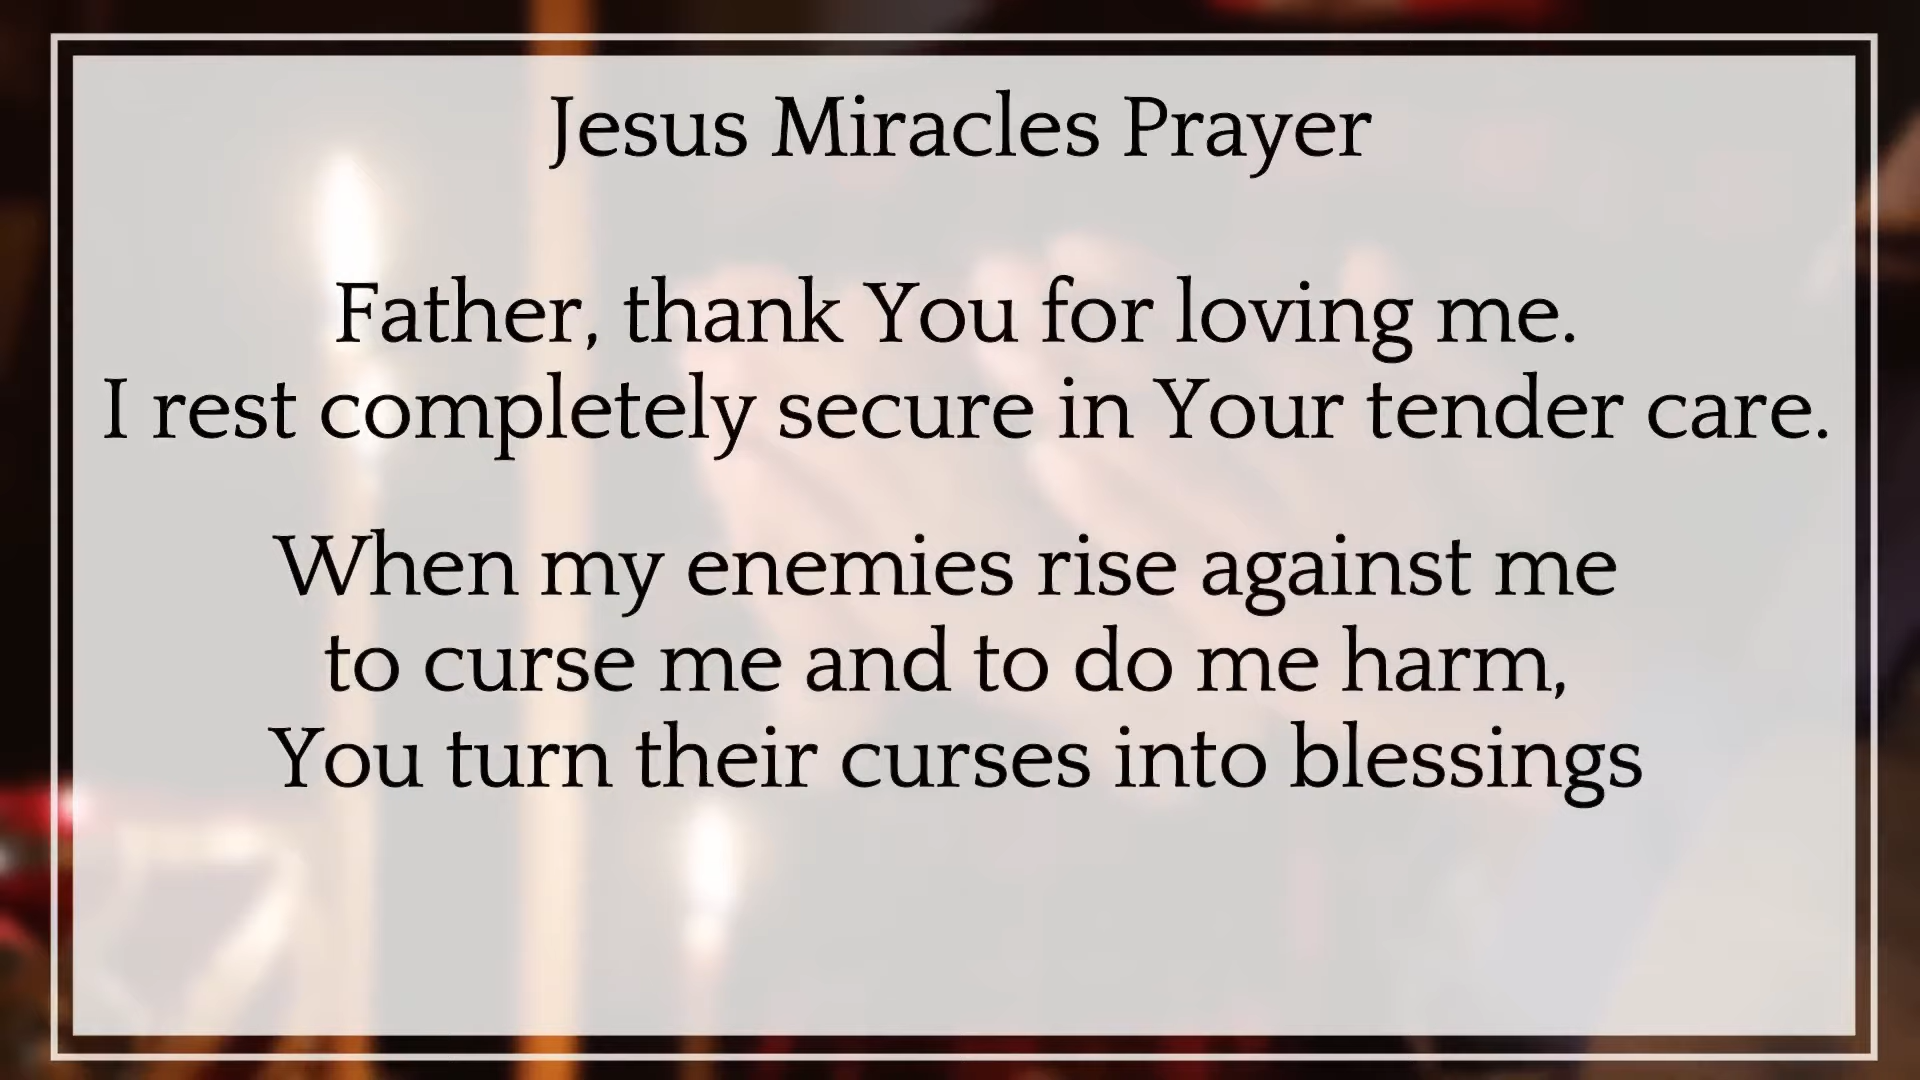 Jesus Miracles Prayer
Father, thank You for loving me.
I rest completely secure in Your tender care.
When my enemies rise against me
to curse me and to do me harm,
You turn their curses into blessings